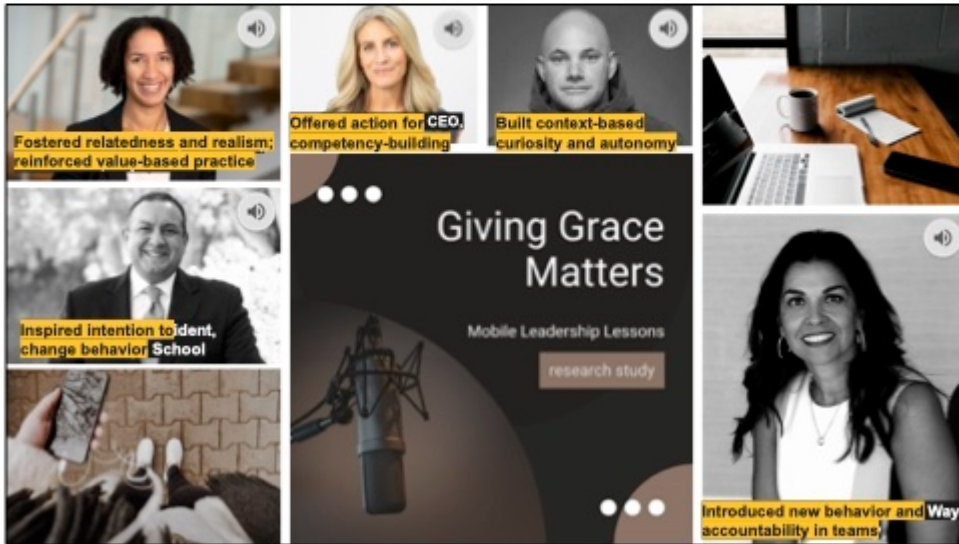 Fostered relatedness and realism;
reinforced value-based practice
Offered action for CEO,
competency-building
Built context-based
curiosity and autonomy
Inspired intention to ident,
change behavior School
Giving Grace
Matters
Mobile Leadership Lessons
research study
Introduced new behavior and Way
accountability in teams